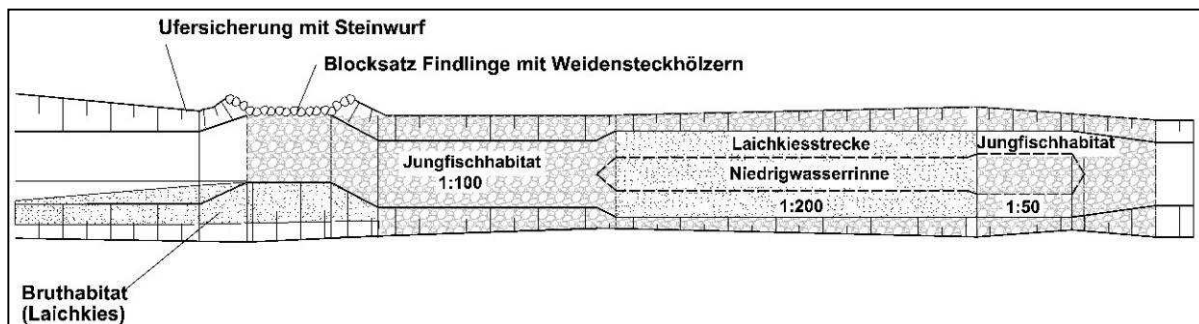 Ufersicherung mit Steinwurf
Blocksatz Findlinge mit Weidensteckhölzern
Jungfischhabitat
1:100
Laichkiesstrecke
Niedrigwasserrinne
1:200
Jungfischhabitat
1:50
Bruthabitat
(Laichkies)